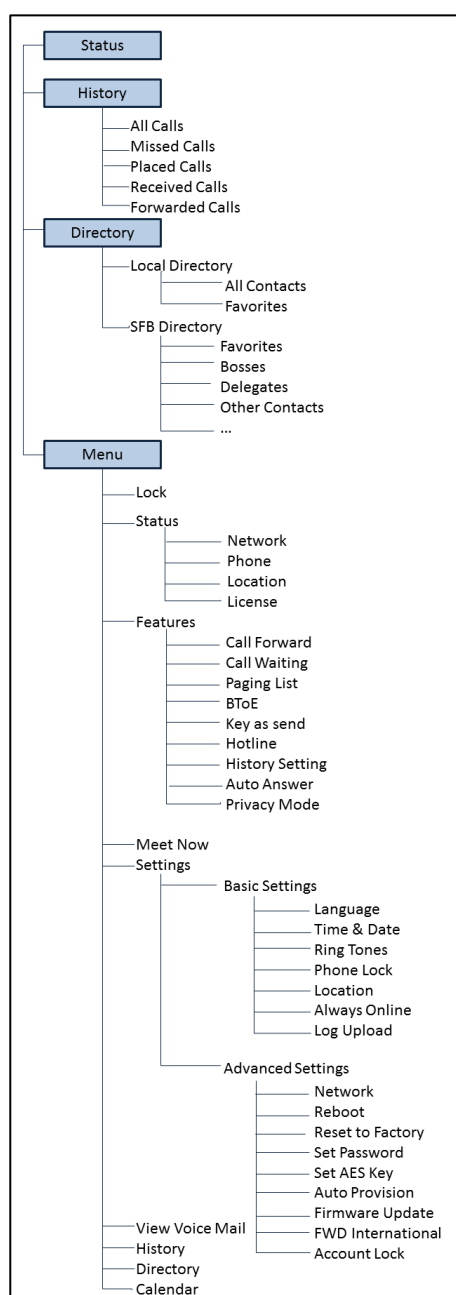 Status
History
All Calls
Missed Calls
Placed Calls
Received Calls
Forwarded Calls
Directory
Local Directory
All Contacts
Favorites
SFB Directory
Favorites
Bosses
Delegates
Other Contacts
...
Menu
Lock
Status
Network
Phone
Location
License
Features
Call Forward
Call Waiting
Paging List
BToE
Key as send
Hotline
History Setting
Auto Answer
Privacy Mode
Meet Now
Settings
Basic Settings
Language
Time & Date
Ring Tones
Phone Lock
Location
Always Online
Log Upload
Advanced Settings
Network
Reboot
Reset to Factory
Set Password
Set AES Key
Auto Provision
Firmware Update
FWD International
Account Lock
View Voice Mail
History
Directory
Calendar